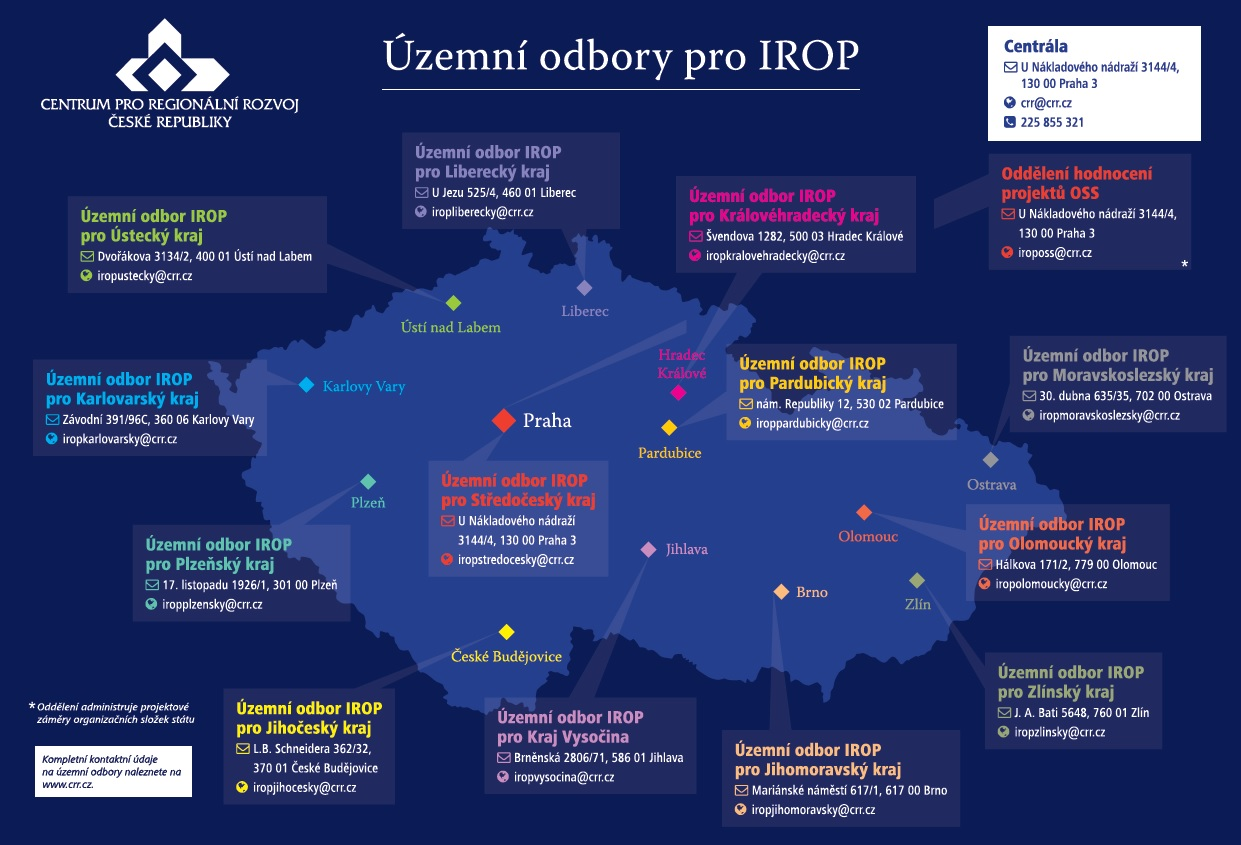 CENTRUM PRO REGIONÁLNÍ ROZVOJ
ČESKÉ REPUBLIKY
Územní odbory pro IROP
Centrála
U Nákladového nádraží 3144/4,
130 00 Praha 3
crr@crr.cz
225 855 321
Územní odbor IROP
pro Liberecký kraj
U Jezu 525/4, 460 01 Liberec
iropliberecky@crr.cz
Oddělení hodnocení
projektů OSS
U Nákladového nádraží 3144/4,
130 00 Praha 3
iroposs@crr.cz
*
Územní odbor IROP
pro Královéhradecký kraj
Švendova 1282, 500 03 Hradec Králové
iropkralovehradecky@crr.cz
Územní odbor IROP
pro Ústecký kraj
Dvořákova 3134/2, 400 01 Ústí nad Labem
iropustecky@crr.cz
Liberec
Ústí nad Labem
Územní odbor IROP
pro Karlovarský kraj
Závodní 391/96C, 360 06 Karlovy Vary
iropkarlovarsky@crr.cz
Karlovy Vary
Hradec
Králové
Územní odbor IROP
pro Pardubický kraj
nám. Republiky 12, 530 02 Pardubice
iroppardubicky@crr.cz
Územní odbor IROP
pro Moravskoslezský kraj
30. dubna 635/35, 702 00 Ostrava
iropmoravskoslezsky@crr.cz
Praha
Pardubice
Ostrava
Plzeň
Územní odbor IROP
pro Středočeský kraj
U Nákladového nádraží
3144/4, 130 00 Praha 3
iropstredocesky@crr.cz
Olomouc
Územní odbor IROP
pro Olomoucký kraj
Hálkova 171/2, 779 00 Olomouc
iropolomoucky@crr.cz
Územní odbor IROP
pro Plzeňský kraj
17. listopadu 1926/1, 301 00 Plzeň
iropplzensky@crr.cz
Jihlava
Brno
Zlín
České Budějovice
Územní odbor IROP
pro Zlínský kraj
J. A. Bati 5648, 760 01 Zlín
iropzlinsky@crr.cz
* Oddělení administruje projektové
záměry organizačních složek státu
Kompletní kontaktní údaje
na územní odbory naleznete na
www.crr.cz.
Územní odbor IROP
pro Jihočeský kraj
L.B. Schneidera 362/32,
370 01 České Budějovice
iropjihocesky@crr.cz
Územní odbor IROP
pro Kraj Vysočina
Brněnská 2806/71, 586 01 Jihlava
iropvysocina@crr.cz
Územní odbor IROP
pro Jihomoravský kraj
Mariánské náměstí 617/1, 617 00 Brno
iropjihomoravsky@crr.cz